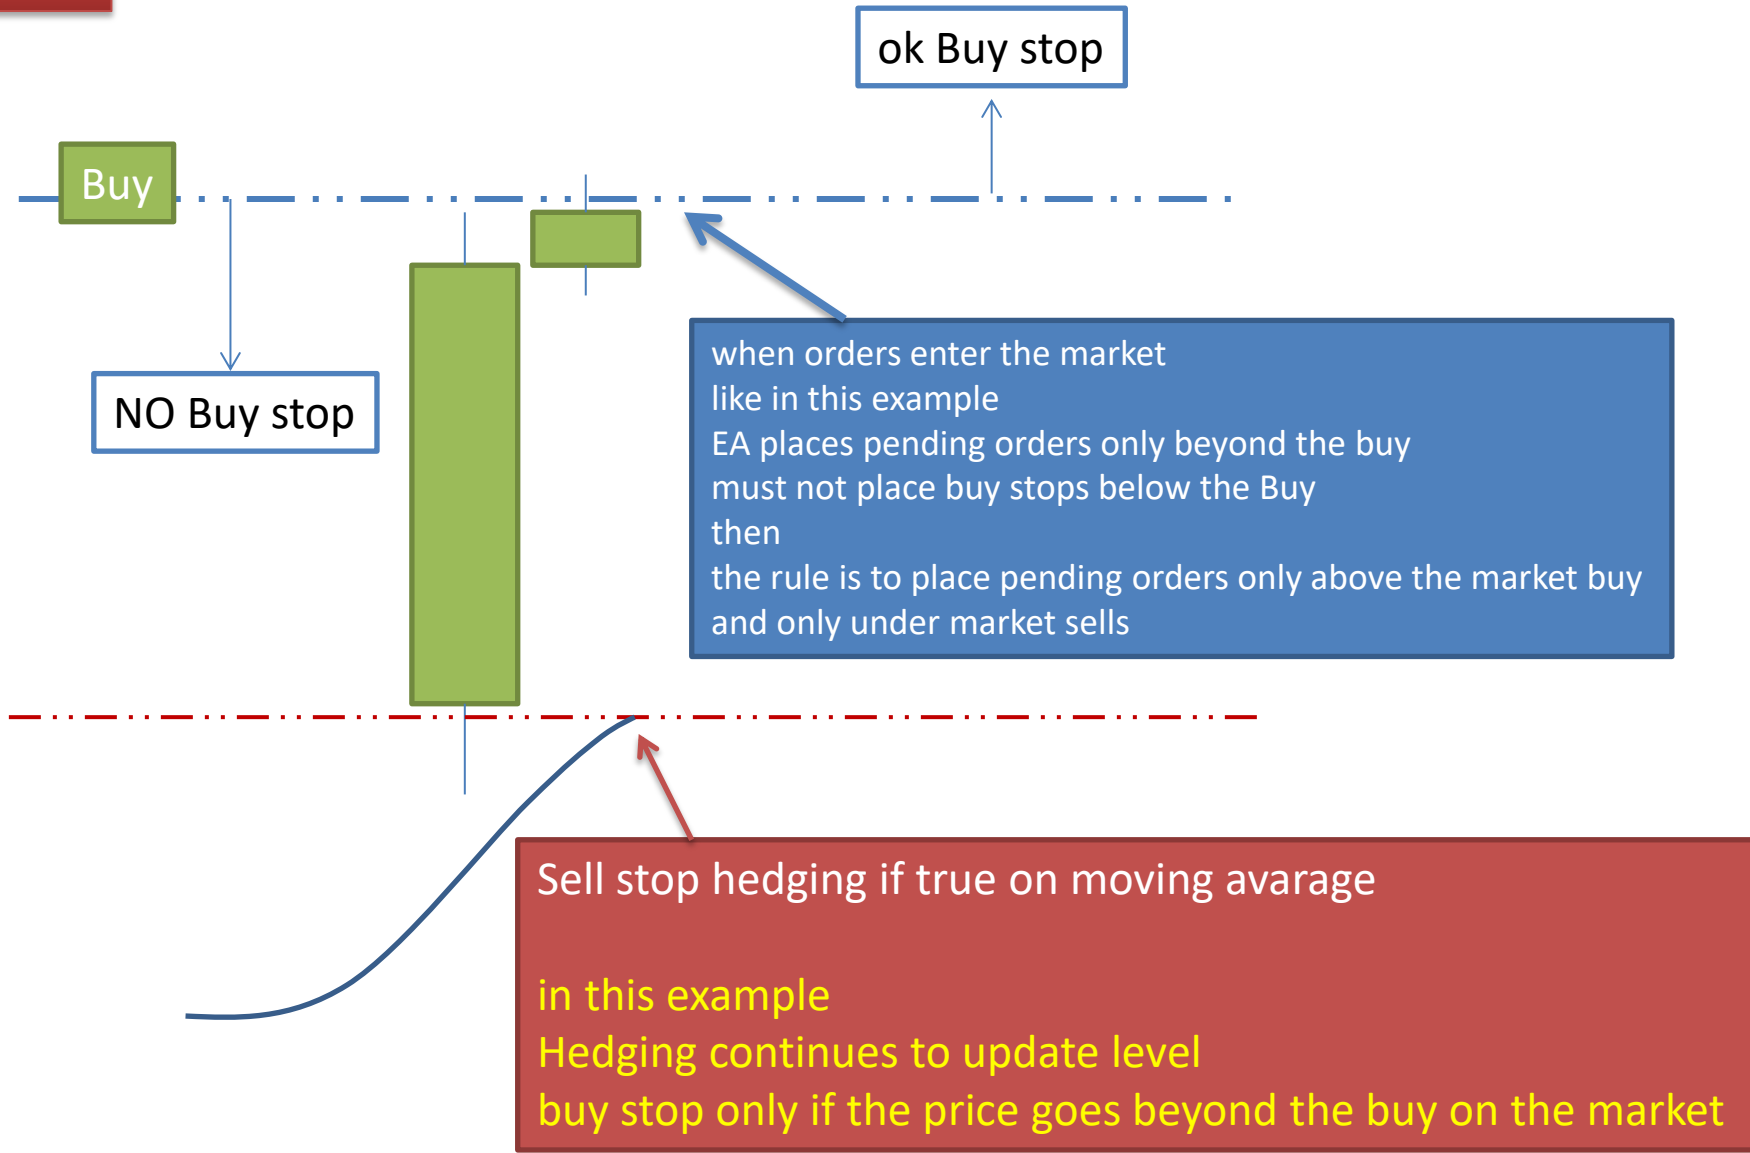 ok Buy stop
Buy
NO Buy stop
when orders enter the market
like in this example
EA places pending orders only beyond the buy
must not place buy stops below the Buy
then
the rule is to place pending orders only above the market buy
and only under market sells
Sell stop hedging if true on moving avarage
in this example
Hedging continues to update level
buy stop only if the price goes beyond the buy on the market